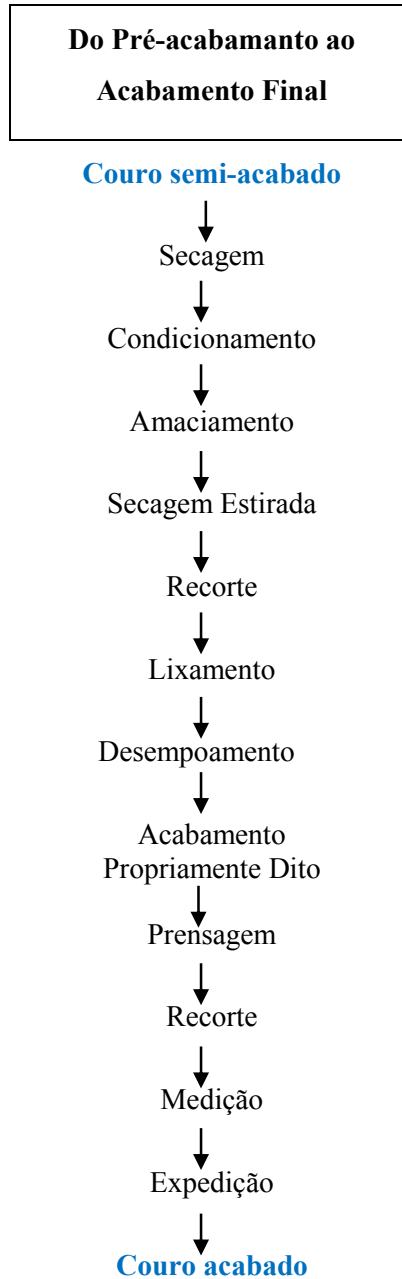 Do Pré-acabamanto ao
Acabamento Final
Couro semi-acabado
Secagem
Condicionamento
Amaciamento
Secagem Estirada
Recorte
Lixamento
Desempoamento
Acabamento
Propriamente Dito
Prensagem
Recorte
Medição
Expedição
Couro acabado